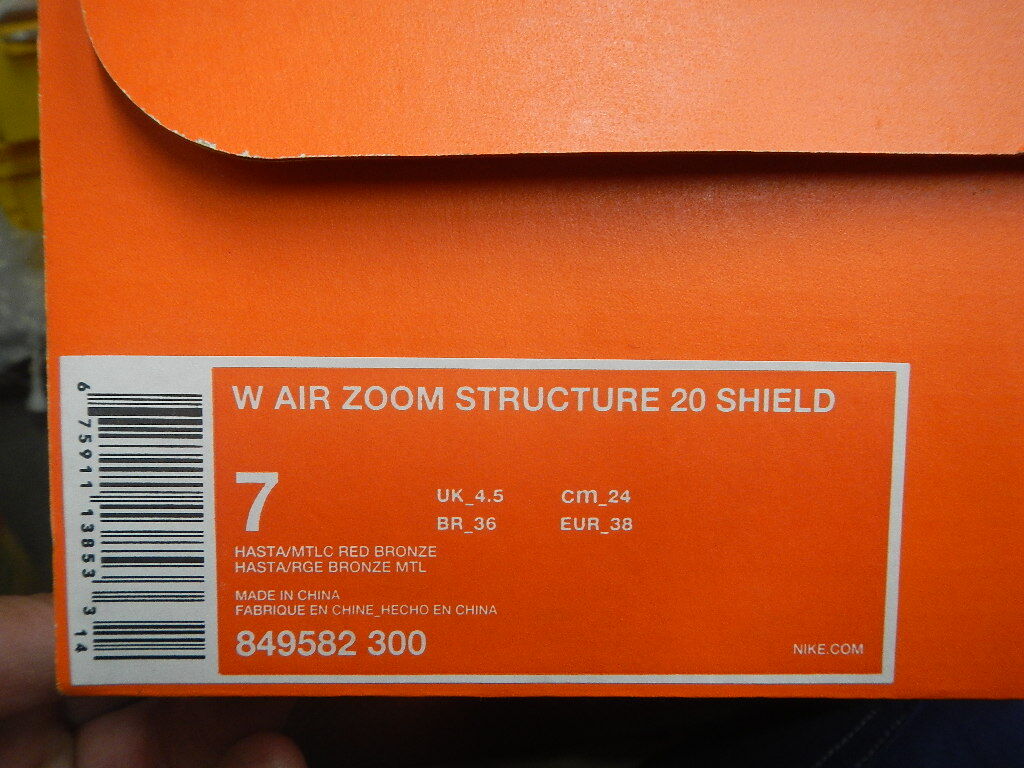 W AIR ZOOM STRUCTURE 20 SHIELD
7
UK_4.5 cm_24
BR_36 EUR_38
HASTA/MTLC RED BRONZE
HASTA/RGE BRONZE MTL
MADE IN CHINA
FABRIQUE EN CHINE_HECHO EN CHINA
849582 300
NIKE.COM
6 75911 13853 3 14